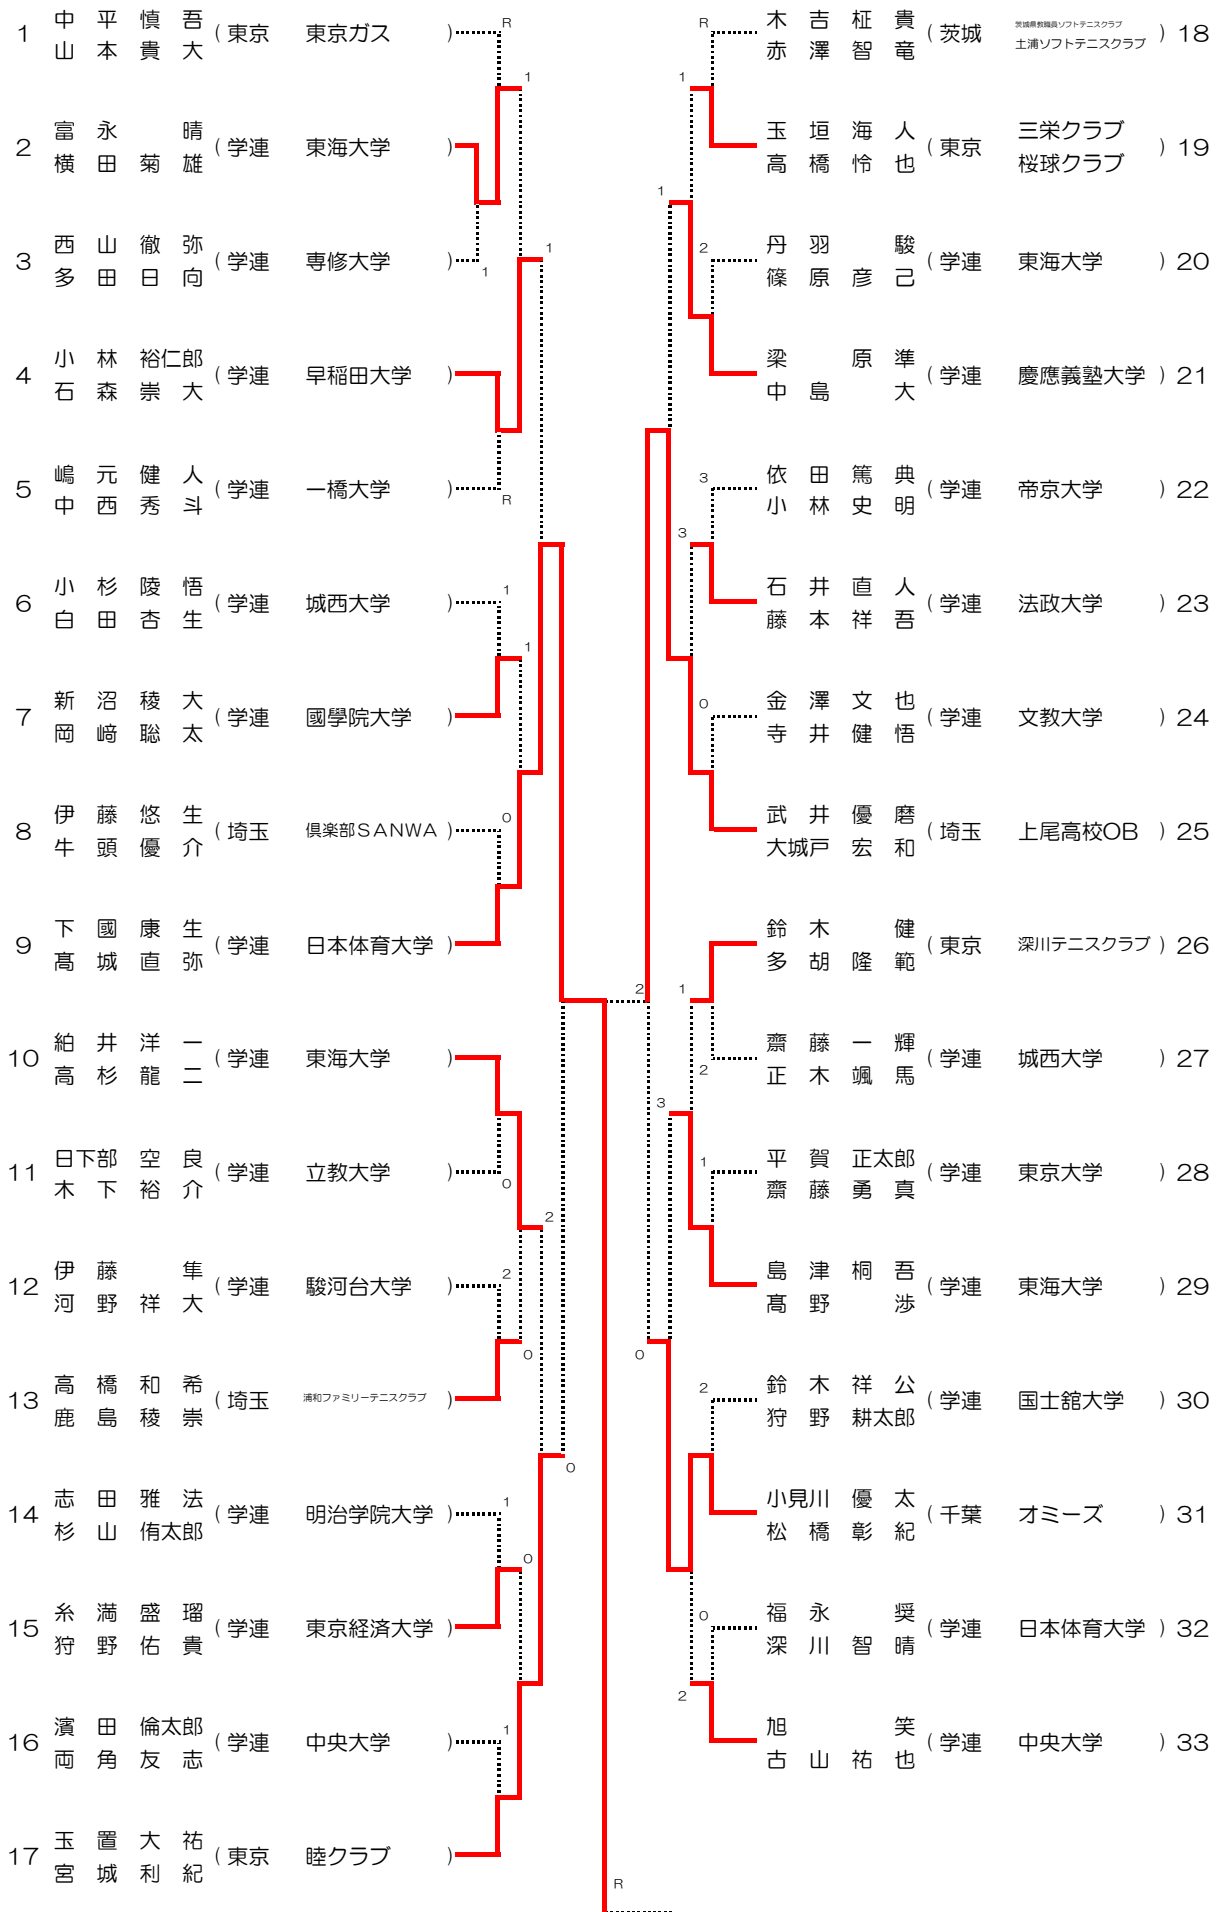 1 中平慎吾 山本貴大 (東京 東京ガス)
R
2 富永晴 横田菊雄 (学連 東海大学)
1
3 西山徹弥 多田日向 (学連 専修大学)
1
1
4 小林裕仁郎 石森崇大 (学連 早稲田大学)
5 嶋元健人 中西秀斗 (学連 一橋大学)
R
6 小杉陵悟 白田杏生 (学連 城西大学)
1
7 新沼稜大 岡﨑聡太 (学連 國學院大学)
1
8 伊藤悠生 牛頭優介 (埼玉 倶楽部SANWA)
0
9 下國康生 髙城直弥 (学連 日本体育大学)
10 絈井洋一 高杉龍二 (学連 東海大学)
11 日下部空良 木下裕介 (学連 立教大学)
0
2
12 伊藤隼 河野祥大 (学連 駿河台大学)
2
0
13 高橋和希 鹿島稜崇 (埼玉 浦和ファミリーテニスクラブ)
0
14 志田雅法 杉山侑太郎 (学連 明治学院大学)
1
0
15 糸満盛瑠 狩野佑貴 (学連 東京経済大学)
16 濱田倫太郎 両角友志 (学連 中央大学)
1
17 玉置大祐 宮城利紀 (東京 睦クラブ)
R
木吉柾貴 赤澤智竜 (茨城 茨城県教職員ソフトテニスクラブ 土浦ソフトテニスクラブ) 18
R
1
玉垣海人 高橋怜也 (東京 三栄クラブ 桜球クラブ) 19
1
丹羽駿 篠原彦己 (学連 東海大学) 20
2
梁原準 中島大 (学連 慶應義塾大学) 21
依田篤典 小林史明 (学連 帝京大学) 22
3
3
石井直人 藤本祥吾 (学連 法政大学) 23
金澤文也 寺井健悟 (学連 文教大学) 24
0
武井優磨 大城戸宏和 (埼玉 上尾高校OB) 25
鈴木健 多胡隆範 (東京 深川テニスクラブ) 26
2
1
齋藤一輝 正木颯馬 (学連 城西大学) 27
2
3
平賀正太郎 齋藤勇真 (学連 東京大学) 28
1
島津桐吾 髙野渉 (学連 東海大学) 29
0
鈴木祥公 狩野耕太郎 (学連 国士舘大学) 30
2
小見川優太 松橋彰紀 (千葉 オミーズ) 31
福永奨 深川智晴 (学連 日本体育大学) 32
0
2
旭笑 古山祐也 (学連 中央大学) 33